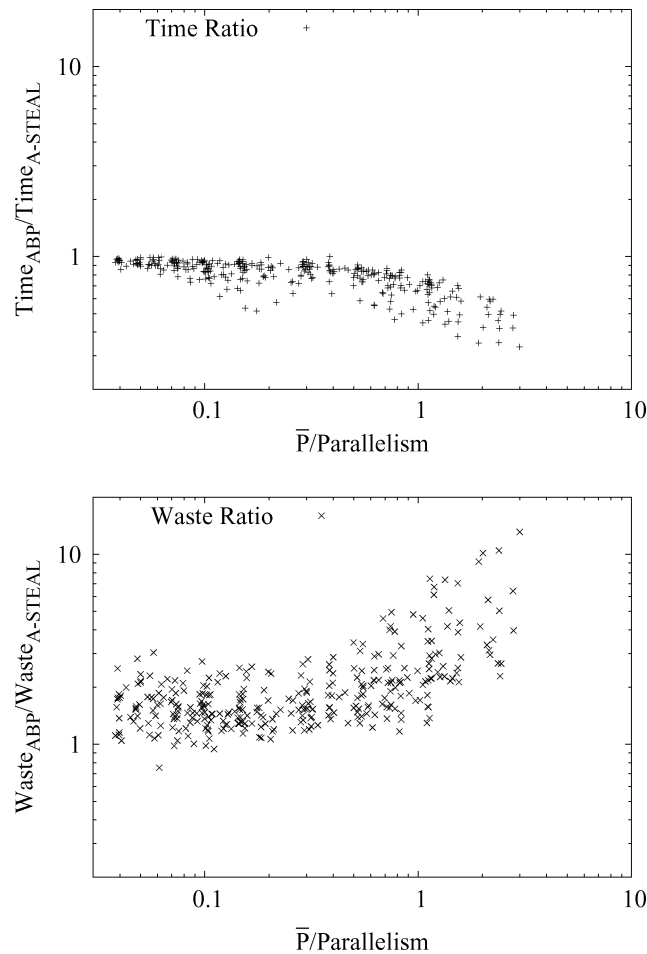 Time Ratio
10
1
Time_ABP/Time_A-STEAL
0.1
1
10
P̅/Parallelism
Waste Ratio
10
1
Waste_ABP/Waste_A-STEAL
0.1
1
10
P̅/Parallelism